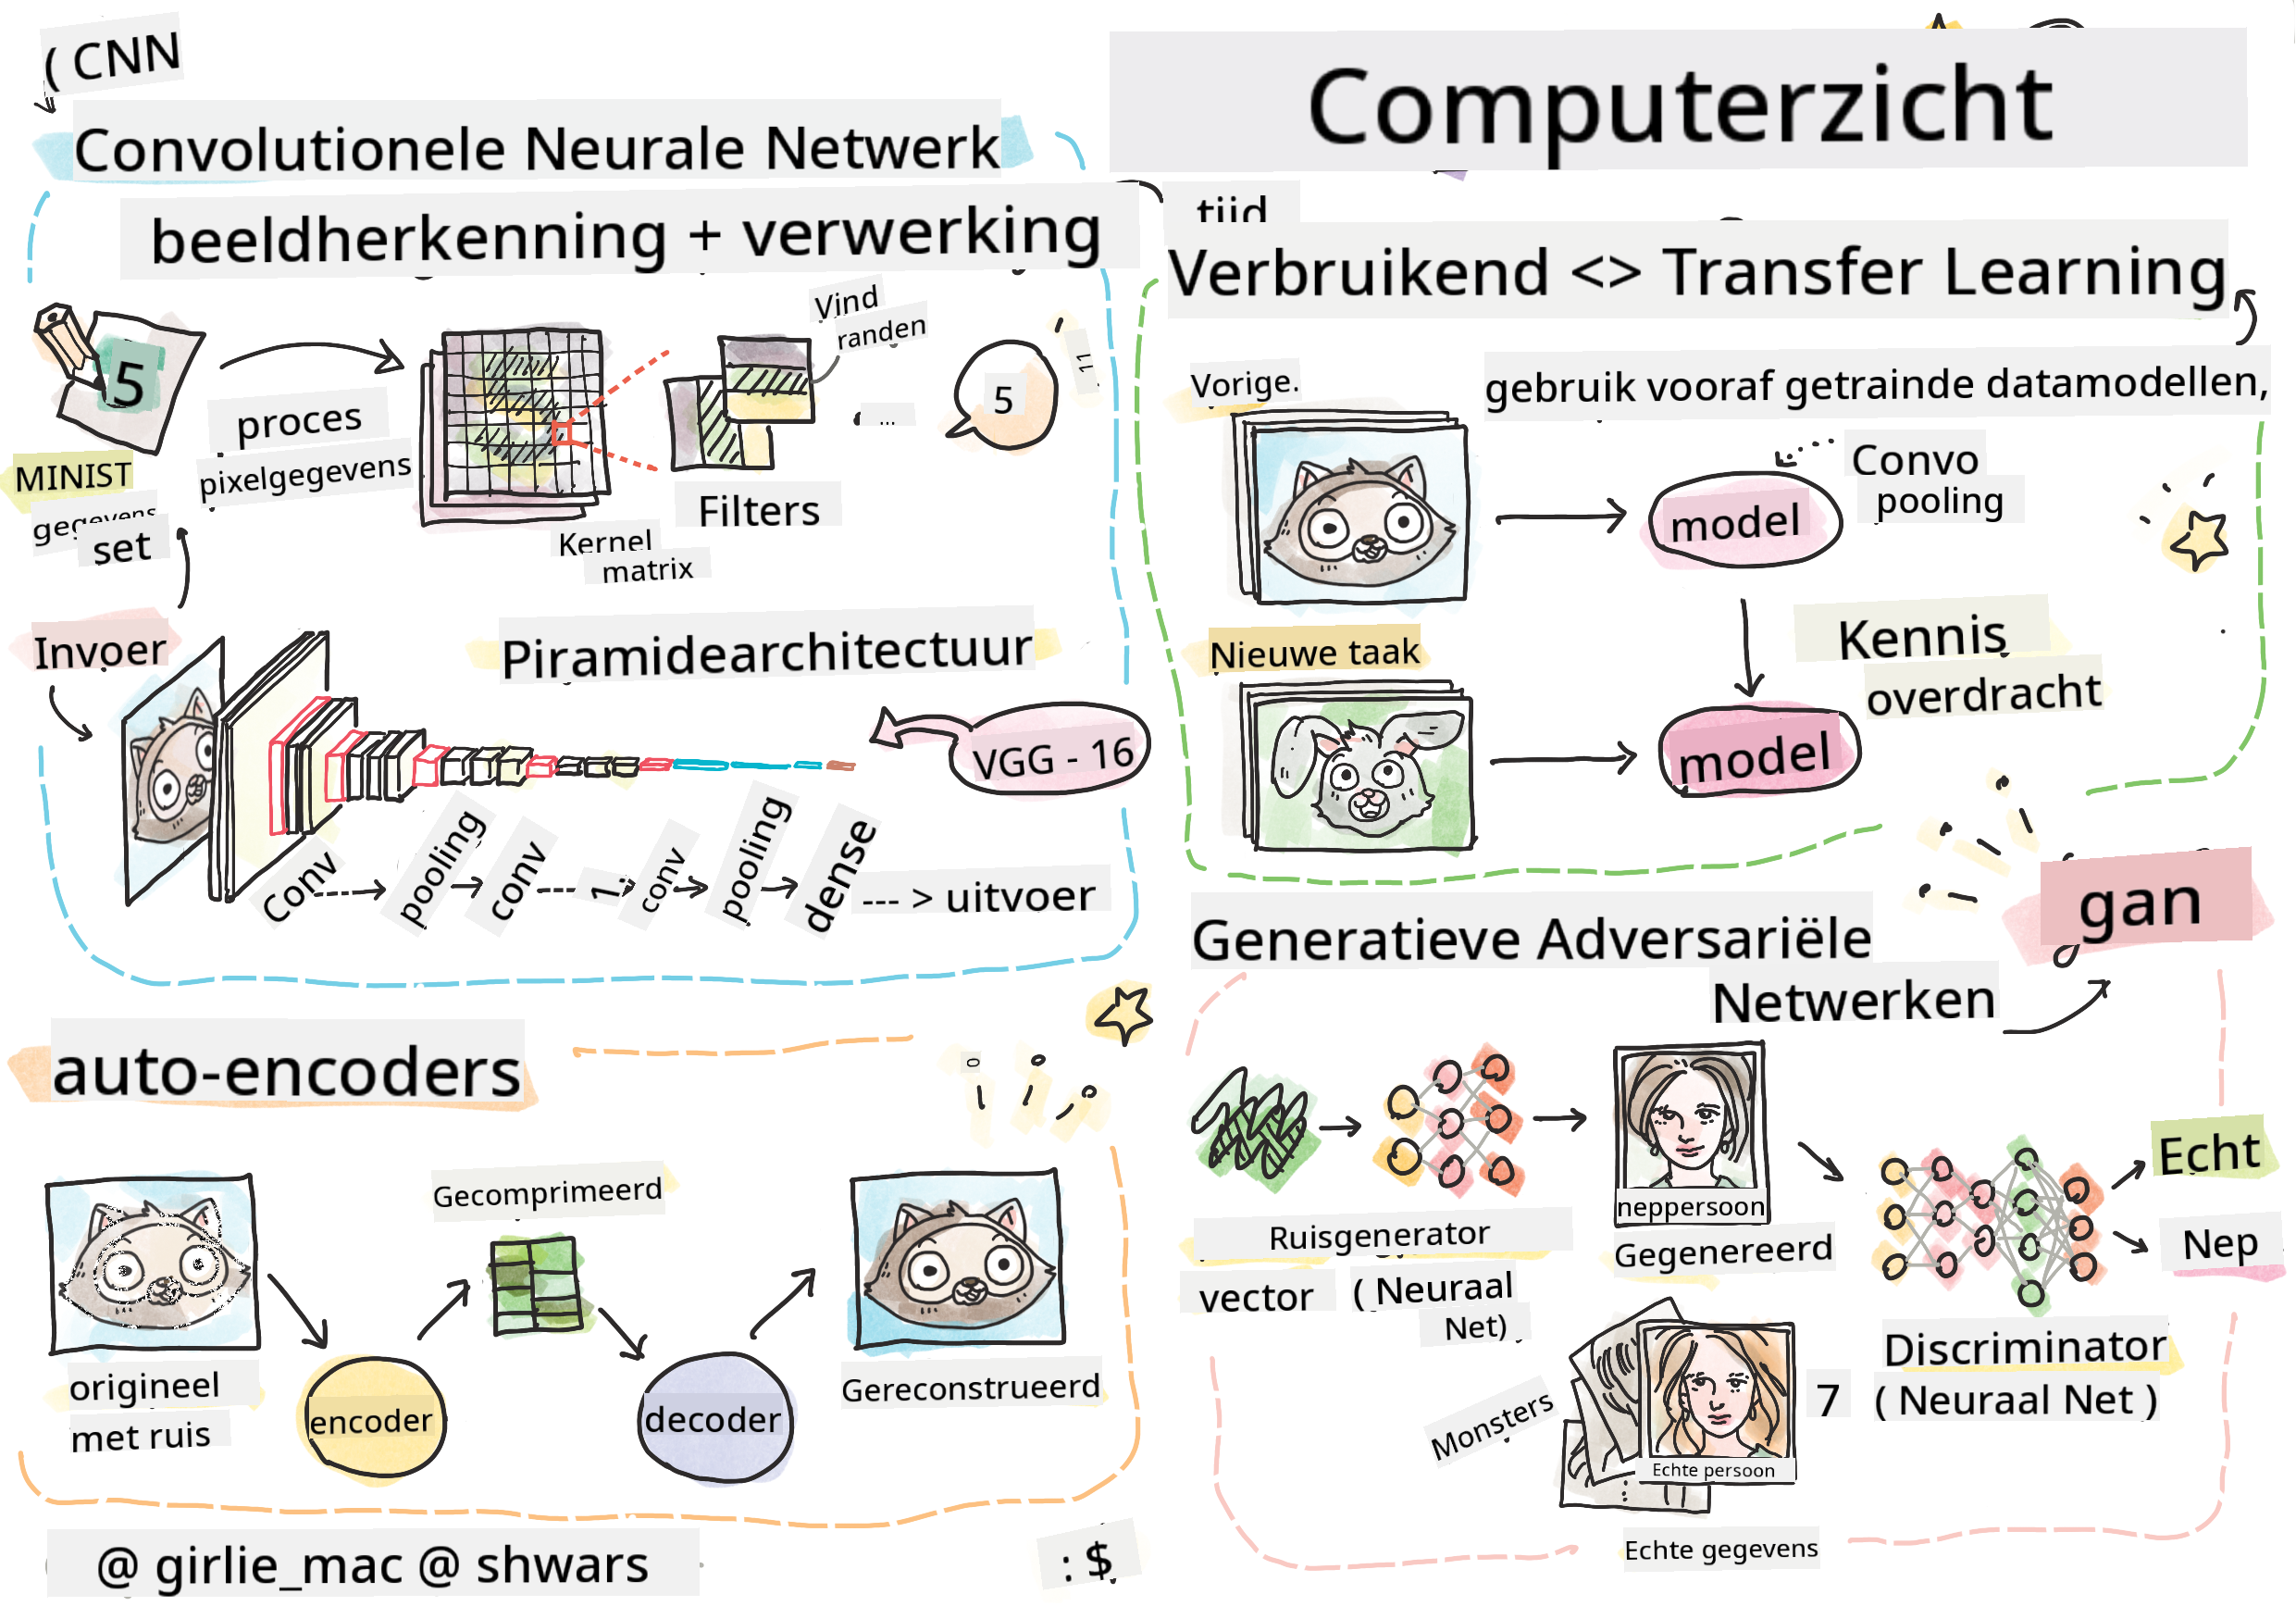 ( CNN
Convolutionele Neurale Netwerk
beeldherkenning + verwerking
5
MINIST
gegevens
set
proces
pixelgegevens
Kernel
matrix
Filters
Vind
randen
...
5
Invoer
Piramidearchitectuur
VGG - 16
Conv
pooling
conv
1.
conv
pooling
dense
--- > uitvoer
auto-encoders
origineel
met ruis
encoder
Gecomprimeerd
decoder
Gereconstrueerd
@ girlie_mac @ shwars
: $
Computerzicht
tijd
Verbruikend <> Transfer Learning
Vorige.
gebruik vooraf getrainde datamodellen,
Convo
pooling
model
Nieuwe taak
Kennis
overdracht
model
gan
Generatieve Adversariële
Netwerken
Ruisgenerator
vector
( Neuraal
Net)
neppersoon
Gegenereerd
Echt
Nep
Discriminator
( Neuraal Net )
7
Monsters
Echte persoon
Echte gegevens